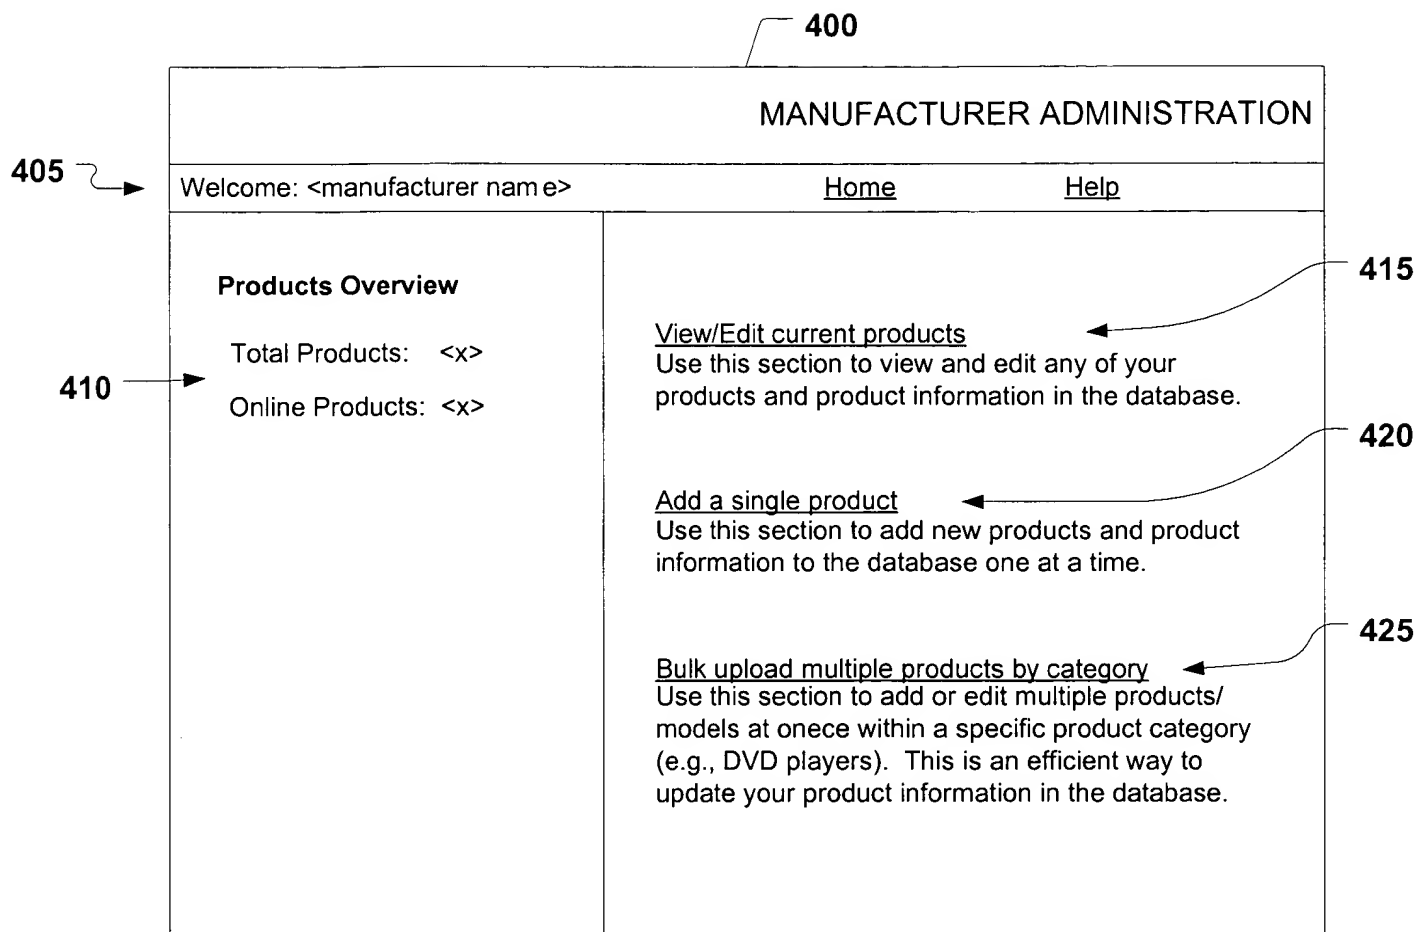 400
MANUFACTURER ADMINISTRATION
405
Welcome: <manufacturer name> Home Help
Products Overview
Total Products: <x>
410
Online Products: <x>
415
View/Edit current products
Use this section to view and edit any of your
products and product information in the database.
420
Add a single product
Use this section to add new products and product
information to the database one at a time.
425
Bulk upload multiple products by category
Use this section to add or edit multiple products/
models at onece within a specific product category
(e.g., DVD players). This is an efficient way to
update your product information in the database.